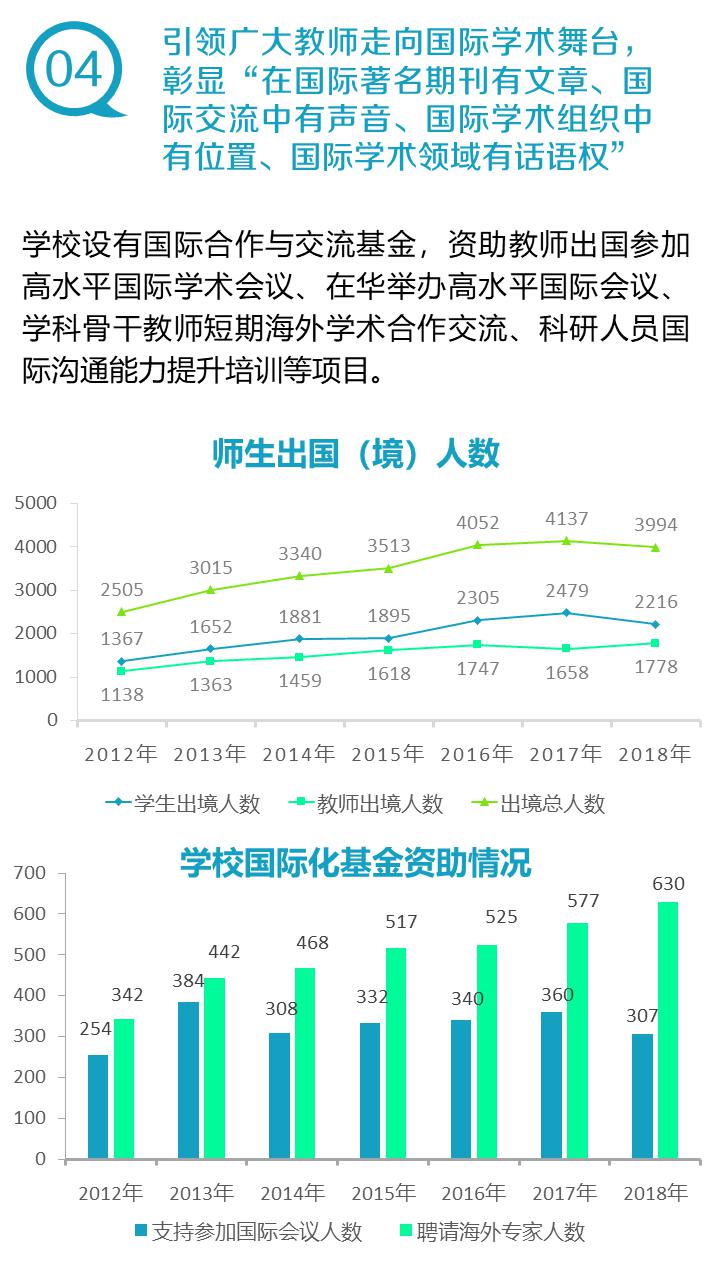 04
引领广大教师走向国际学术舞台，
彰显“在国际著名期刊有文章、国
际交流中有声音、国际学术组织中
有位置、国际学术领域有话语权”
学校设有国际合作与交流基金，资助教师出国参加
高水平国际学术会议、在华举办高水平国际会议、
学科骨干教师短期海外学术合作交流、科研人员国
际沟通能力提升培训等项目。
师生出国（境）人数
5000
4000
3000
2000
1000
0
2505 3015 3340 3513 4052 4137 3994
1367 1652 1881 1895 2305 2479 2216
1138 1363 1459 1618 1747 1658 1778
2012年 2013年 2014年 2015年 2016年 2017年 2018年
学生出境人数 教师出境人数 出境总人数
学校国际化基金资助情况
700
600
500
400
300
200
100
0
254 342 384 442 308 468 332 517 340 525 360 577 307 630
2012年 2013年 2014年 2015年 2016年 2017年 2018年
支持参加国际会议人数 聘请海外专家人数